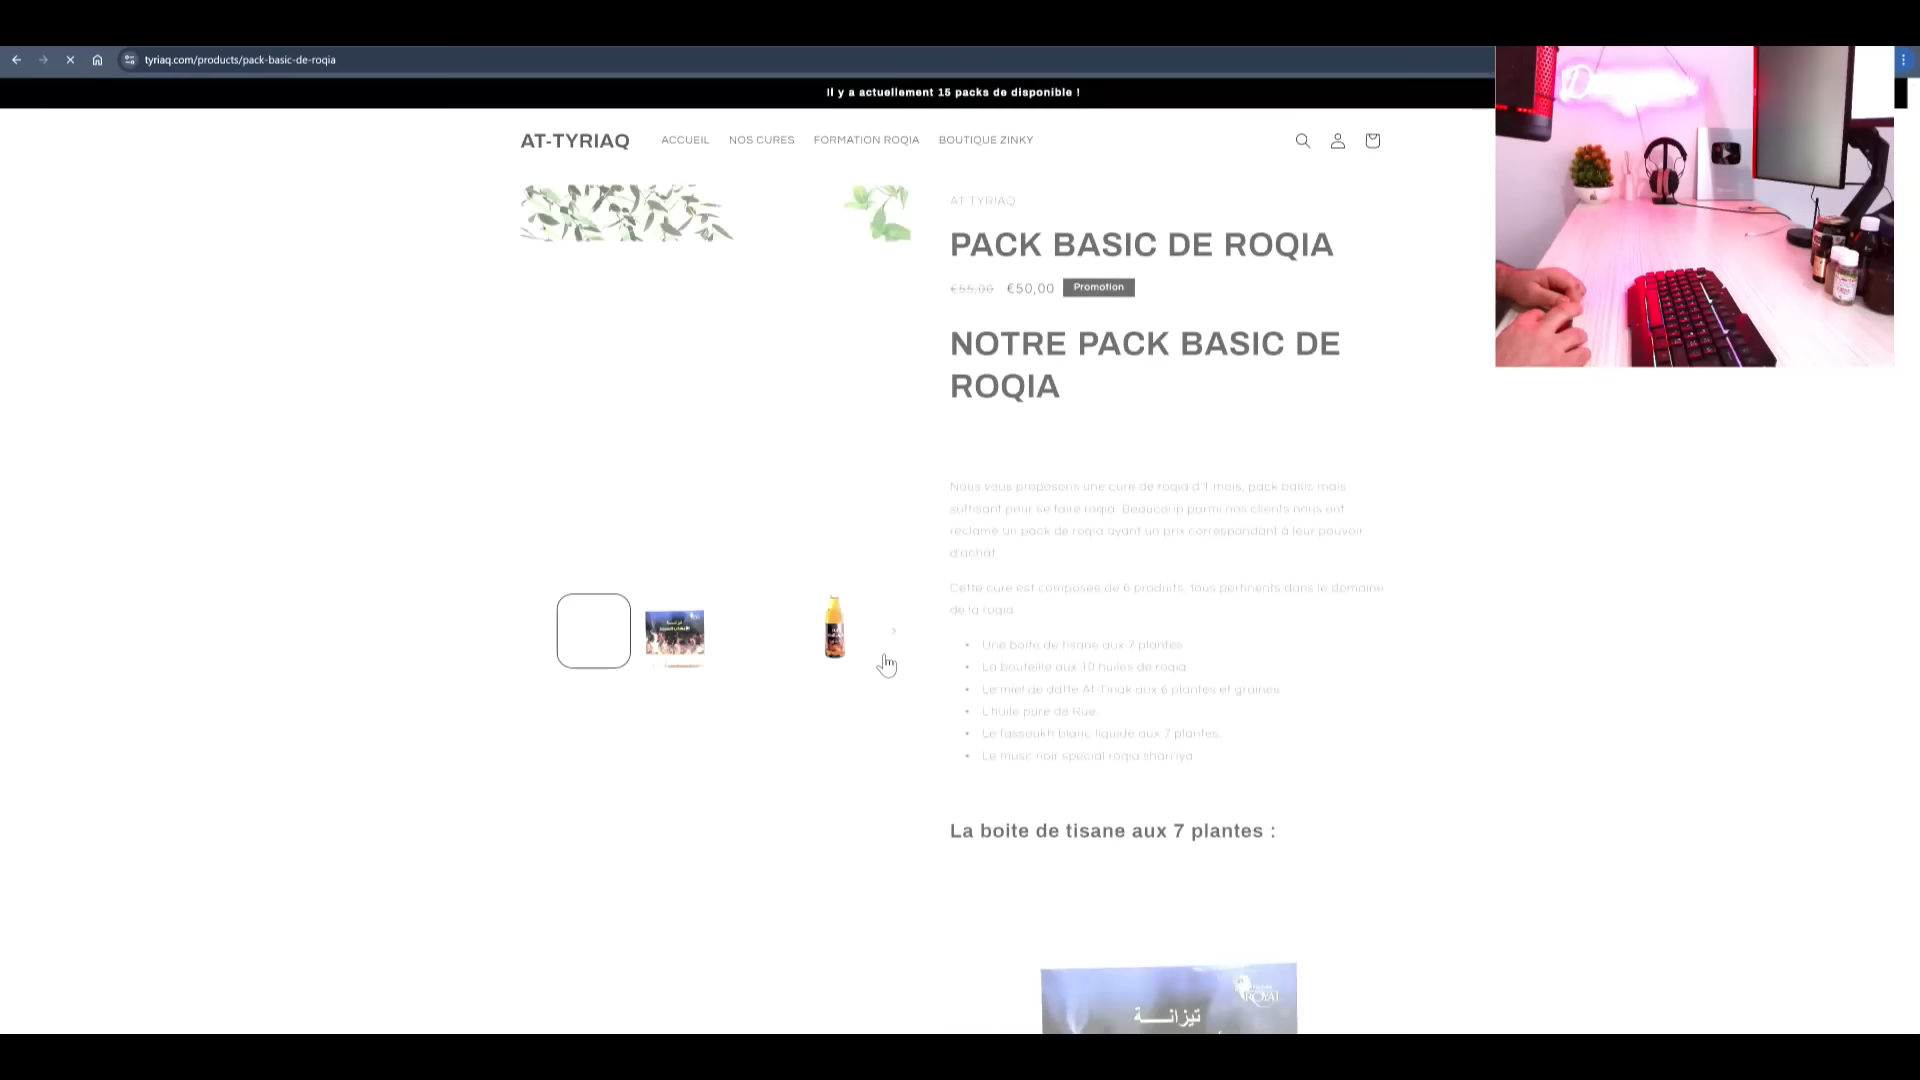 tyriaq.com/products/pack-basic-de-roqia
Il y a actuellement 15 packs de disponible !
AT-TYRIAQ
ACCUEIL
NOS CURES
FORMATION ROQIA
BOUTIQUE ZINKY
AT TYRIAQ
PACK BASIC DE ROQIA
€55,00 €50,00 Promotion
NOTRE PACK BASIC DE
ROQIA
Nous vous proposons une cure de roqia d'1 mois, pack basic mais
suffisant pour se faire roqia. Beaucoup parmi nos clients nous ont
réclamé un pack de roqia ayant un prix correspondant à leur pouvoir
d'achat.
Cette cure est composée de 6 produits, tous pertinents dans le domaine
de la roqia.
• Une boite de tisane aux 7 plantes
• La bouteille aux 10 huiles de roqia
• Le miel de datte At-Tiriak aux 6 plantes et graines
• L'huile pure de Rue.
• Le fassoukh blanc liquide aux 7 plantes.
• Le musc noir spécial roqia shar'iya
La boite de tisane aux 7 plantes :
ROYAL
تيزانـــة